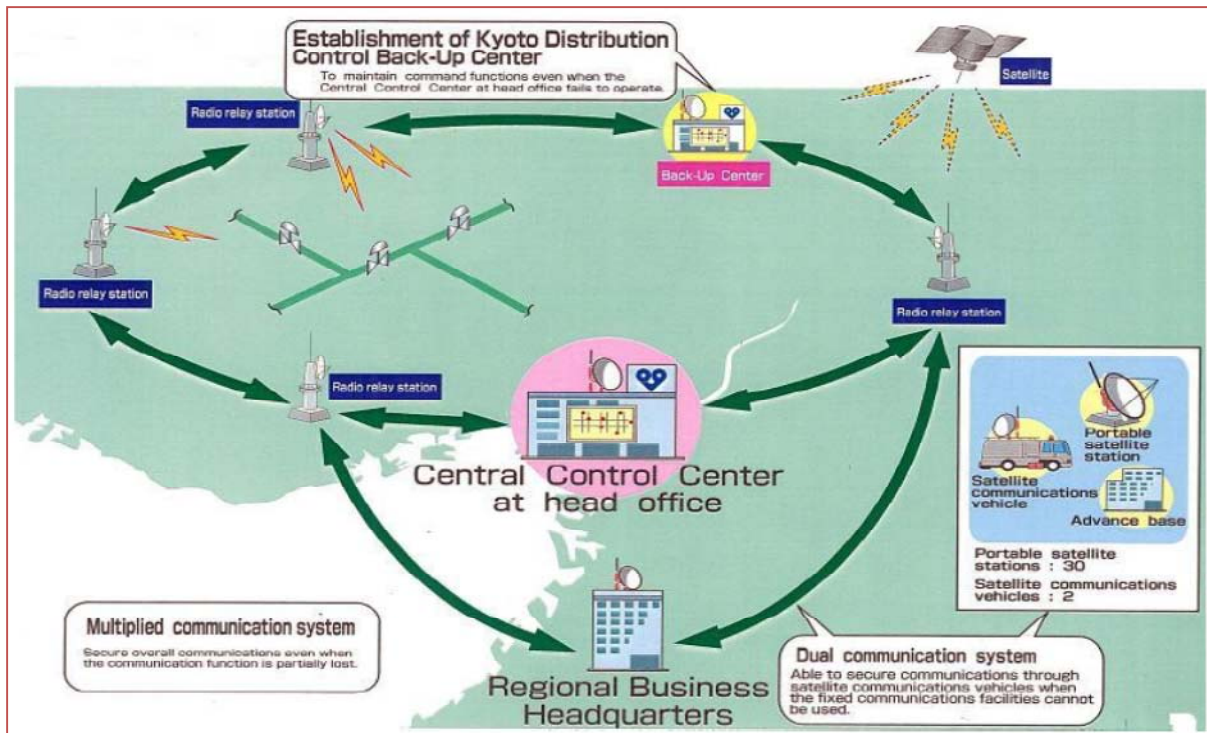 Establishment of Kyoto Distribution
Control Back-Up Center
To maintain command functions even when the
Central Control Center at head office fails to operate.
Satellite
Radio relay station
Back-Up Center
Radio relay station
Radio relay station
Radio relay station
Central Control Center
at head office
Portable
satellite
station
Satellite
communications
vehicle
Advance base
Portable satellite
stations : 30
Satellite communications
vehicles : 2
Multiplied communication system
Secure overall communications even when
the communication function is partially lost.
Dual communication system
Able to secure communications through
satellite communications vehicles when
the fixed communications facilities cannot
be used.
Regional Business
Headquarters